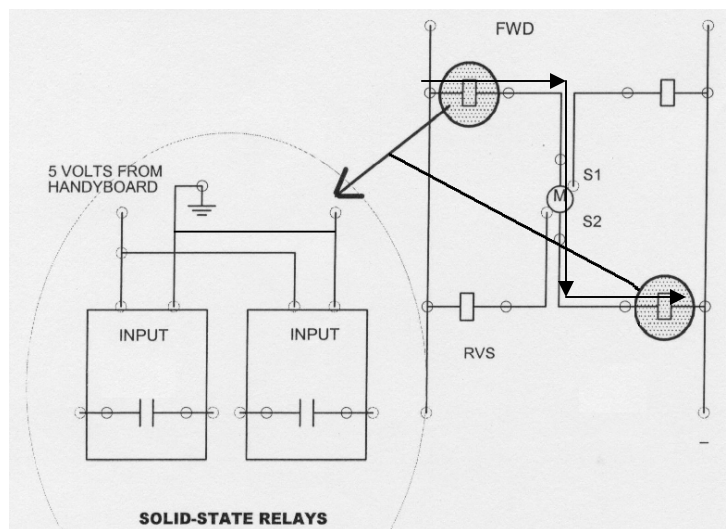 FWD
5 VOLTS FROM
HANDYBOARD
S1
M
S2
INPUT
INPUT
RVS
–
SOLID-STATE RELAYS